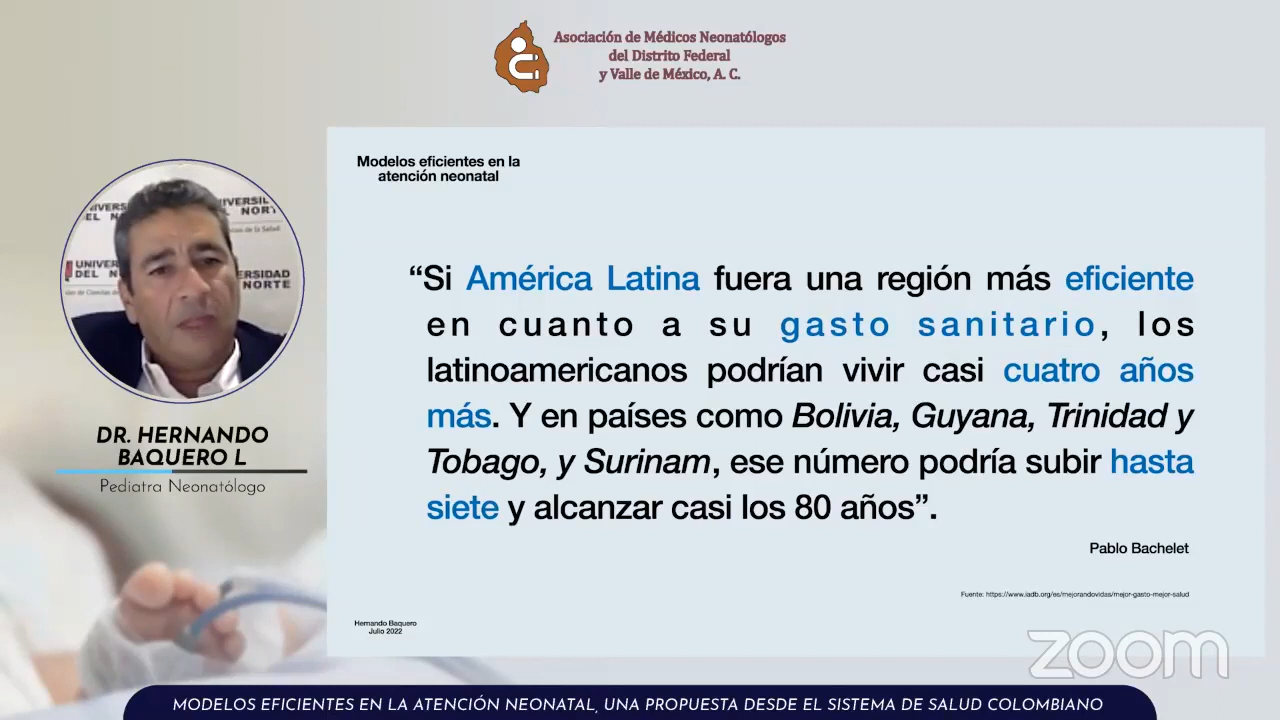 Asociación de Médicos Neonatólogos
del Distrito Federal
y Valle de México, A. C.
Modelos eficientes en la
atención neonatal
“Si América Latina fuera una región más eficiente
en cuanto a su gasto sanitario, los
latinoamericanos podrían vivir casi cuatro años
más. Y en países como Bolivia, Guyana, Trinidad y
Tobago, y Surinam, ese número podría subir hasta
siete y alcanzar casi los 80 años”.
Pablo Bachelet
Fuente: https://www.iadb.org/es/mejorandovidas/mejor-gasto-mejor-salud
Hernando Baquero
Julio 2022
DR. HERNANDO
BAQUERO L
Pediatra Neonatólogo
zoom
MODELOS EFICIENTES EN LA ATENCIÓN NEONATAL, UNA PROPUESTA DESDE EL SISTEMA DE SALUD COLOMBIANO